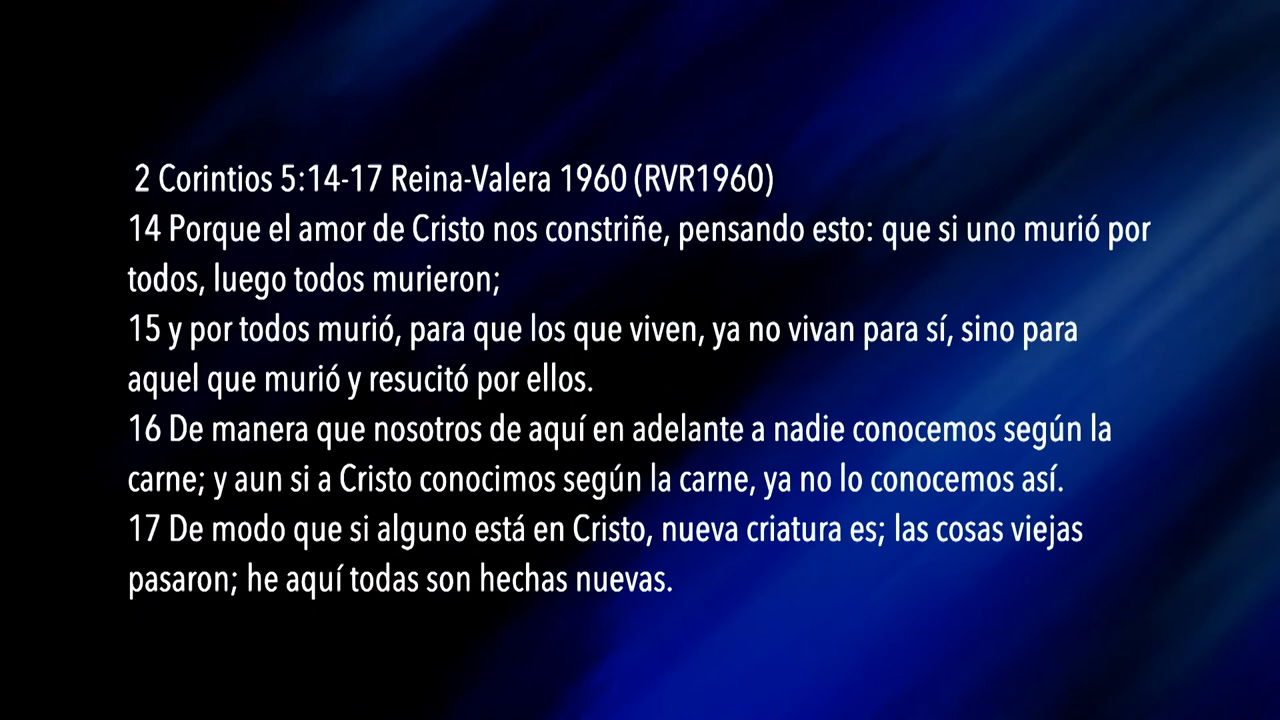 2 Corintios 5:14-17 Reina-Valera 1960 (RVR1960)
14 Porque el amor de Cristo nos constriñe, pensando esto: que si uno murió por
todos, luego todos murieron;
15 y por todos murió, para que los que viven, ya no vivan para sí, sino para
aquel que murió y resucitó por ellos.
16 De manera que nosotros de aquí en adelante a nadie conocemos según la
carne; y aun si a Cristo conocimos según la carne, ya no lo conocemos así.
17 De modo que si alguno está en Cristo, nueva criatura es; las cosas viejas
pasaron; he aquí todas son hechas nuevas.